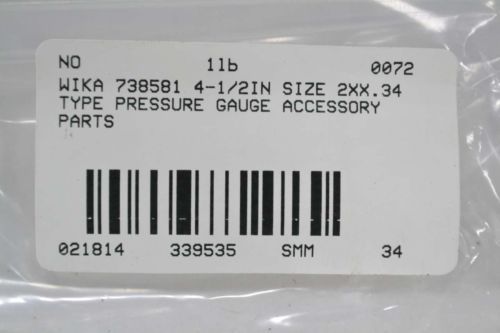 NO 1lb 0072
WIKA 738581 4-1/2IN SIZE 2XX.34
TYPE PRESSURE GAUGE ACCESSORY
PARTS
021814 339535 SMM 34